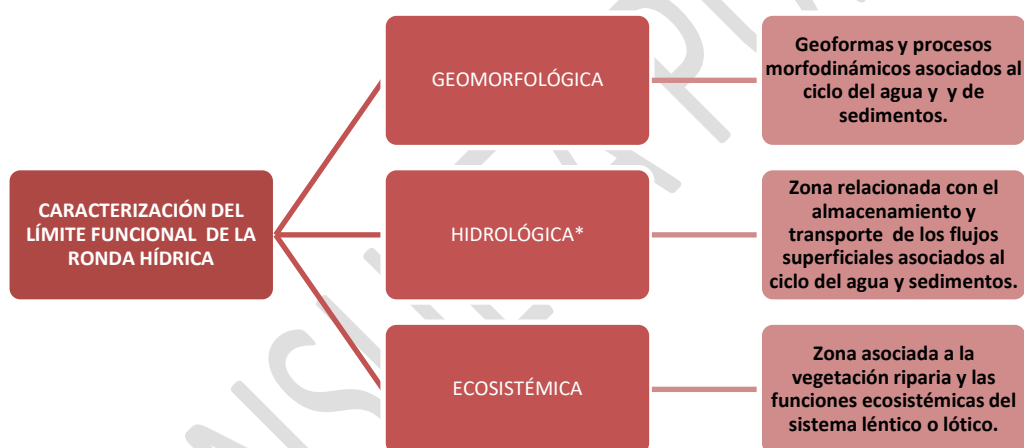 CARACTERIZACIÓN DEL
LÍMITE FUNCIONAL DE LA
RONDA HÍDRICA
GEOMORFOLÓGICA
Geoformas y procesos
morfodinámicos asociados al
ciclo del agua y y de
sedimentos.
HIDROLÓGICA*
Zona relacionada con el
almacenamiento y
transporte de los flujos
superficiales asociados al
ciclo del agua y sedimentos.
ECOSISTÉMICA
Zona asociada a la
vegetación riparia y las
funciones ecosistémicas del
sistema léntico o lótico.